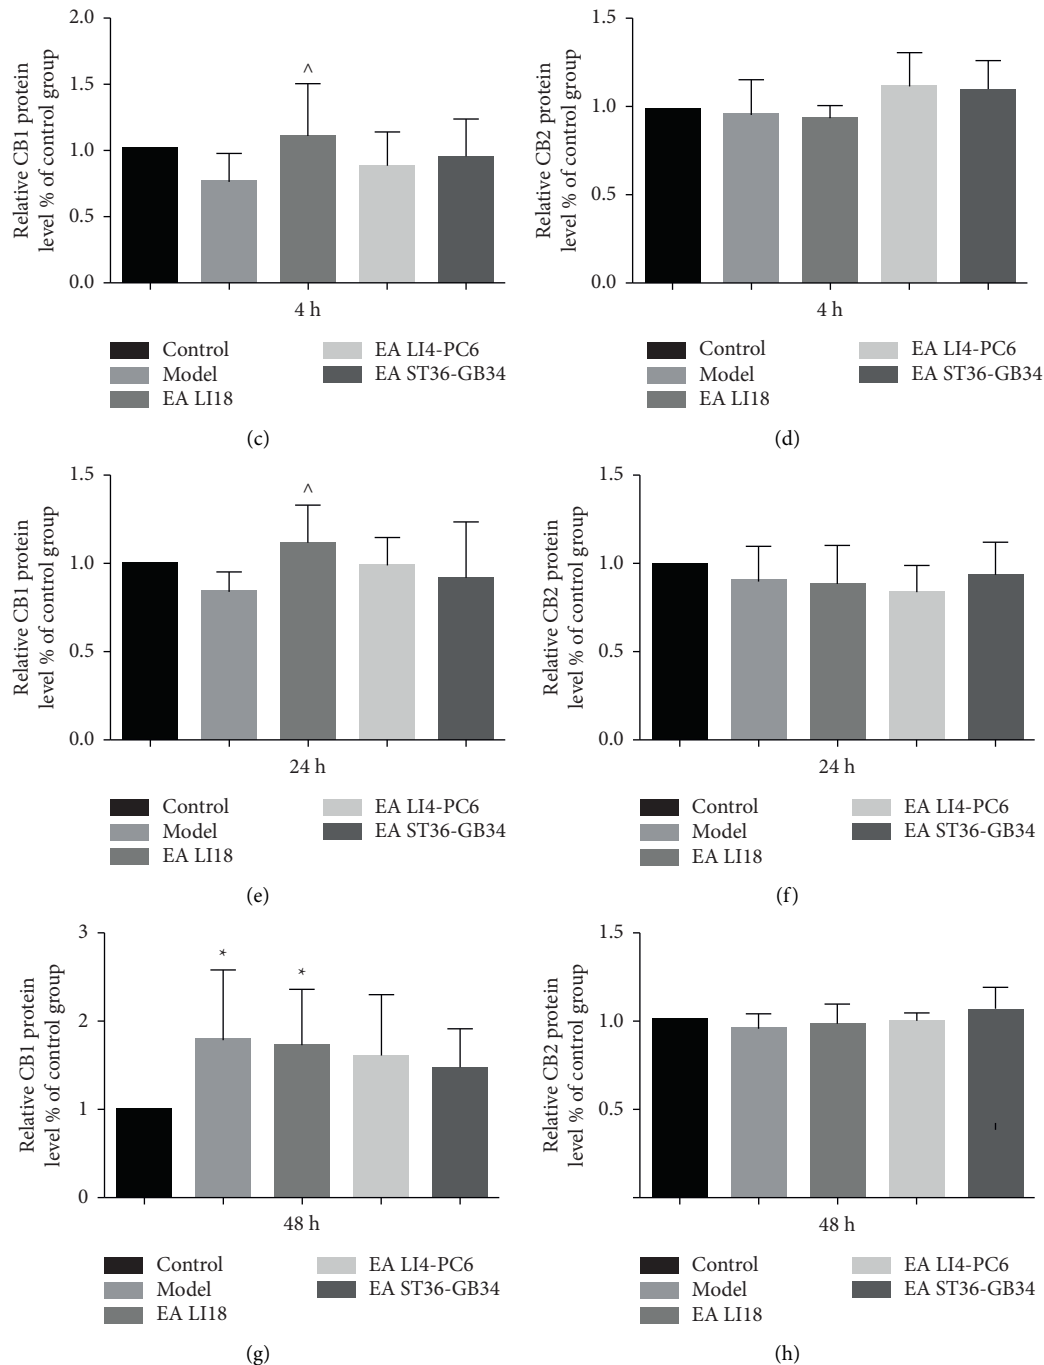 Relative CB1 protein
level % of control group
2.0
1.5
1.0
0.5
0.0
^
4 h
Control
Model
EA LI18
EA LI4-PC6
EA ST36-GB34
(c)
Relative CB2 protein
level % of control group
1.5
1.0
0.5
0.0
4 h
Control
Model
EA LI18
EA LI4-PC6
EA ST36-GB34
(d)
Relative CB1 protein
level % of control group
1.5
1.0
0.5
0.0
^
24 h
Control
Model
EA LI18
EA LI4-PC6
EA ST36-GB34
(e)
Relative CB2 protein
level % of control group
1.5
1.0
0.5
0.0
24 h
Control
Model
EA LI18
EA LI4-PC6
EA ST36-GB34
(f)
Relative CB1 protein
level % of control group
3
2
1
0
*
*
48 h
Control
Model
EA LI18
EA LI4-PC6
EA ST36-GB34
(g)
Relative CB2 protein
level % of control group
1.5
1.0
0.5
48 h
Control
Model
EA LI18
EA LI4-PC6
EA ST36-GB34
(h)